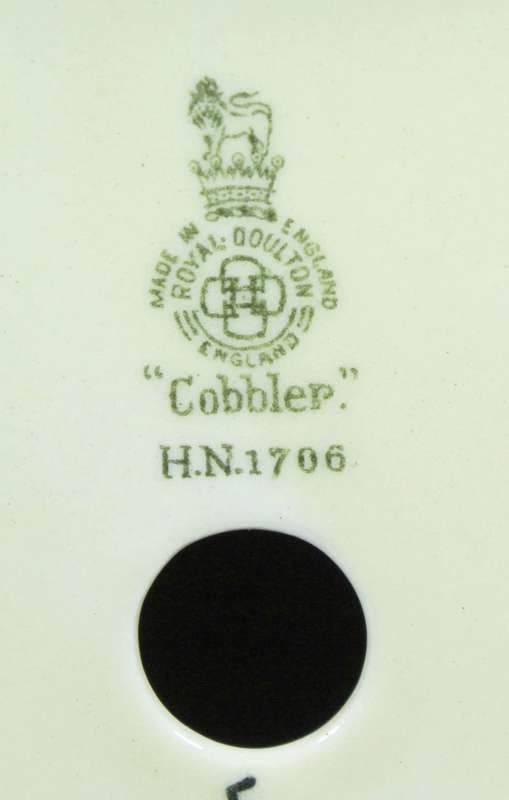 MADE IN ENGLAND
ROYAL DOULTON
ENGLAND
"Cobbler."
H.N.1706